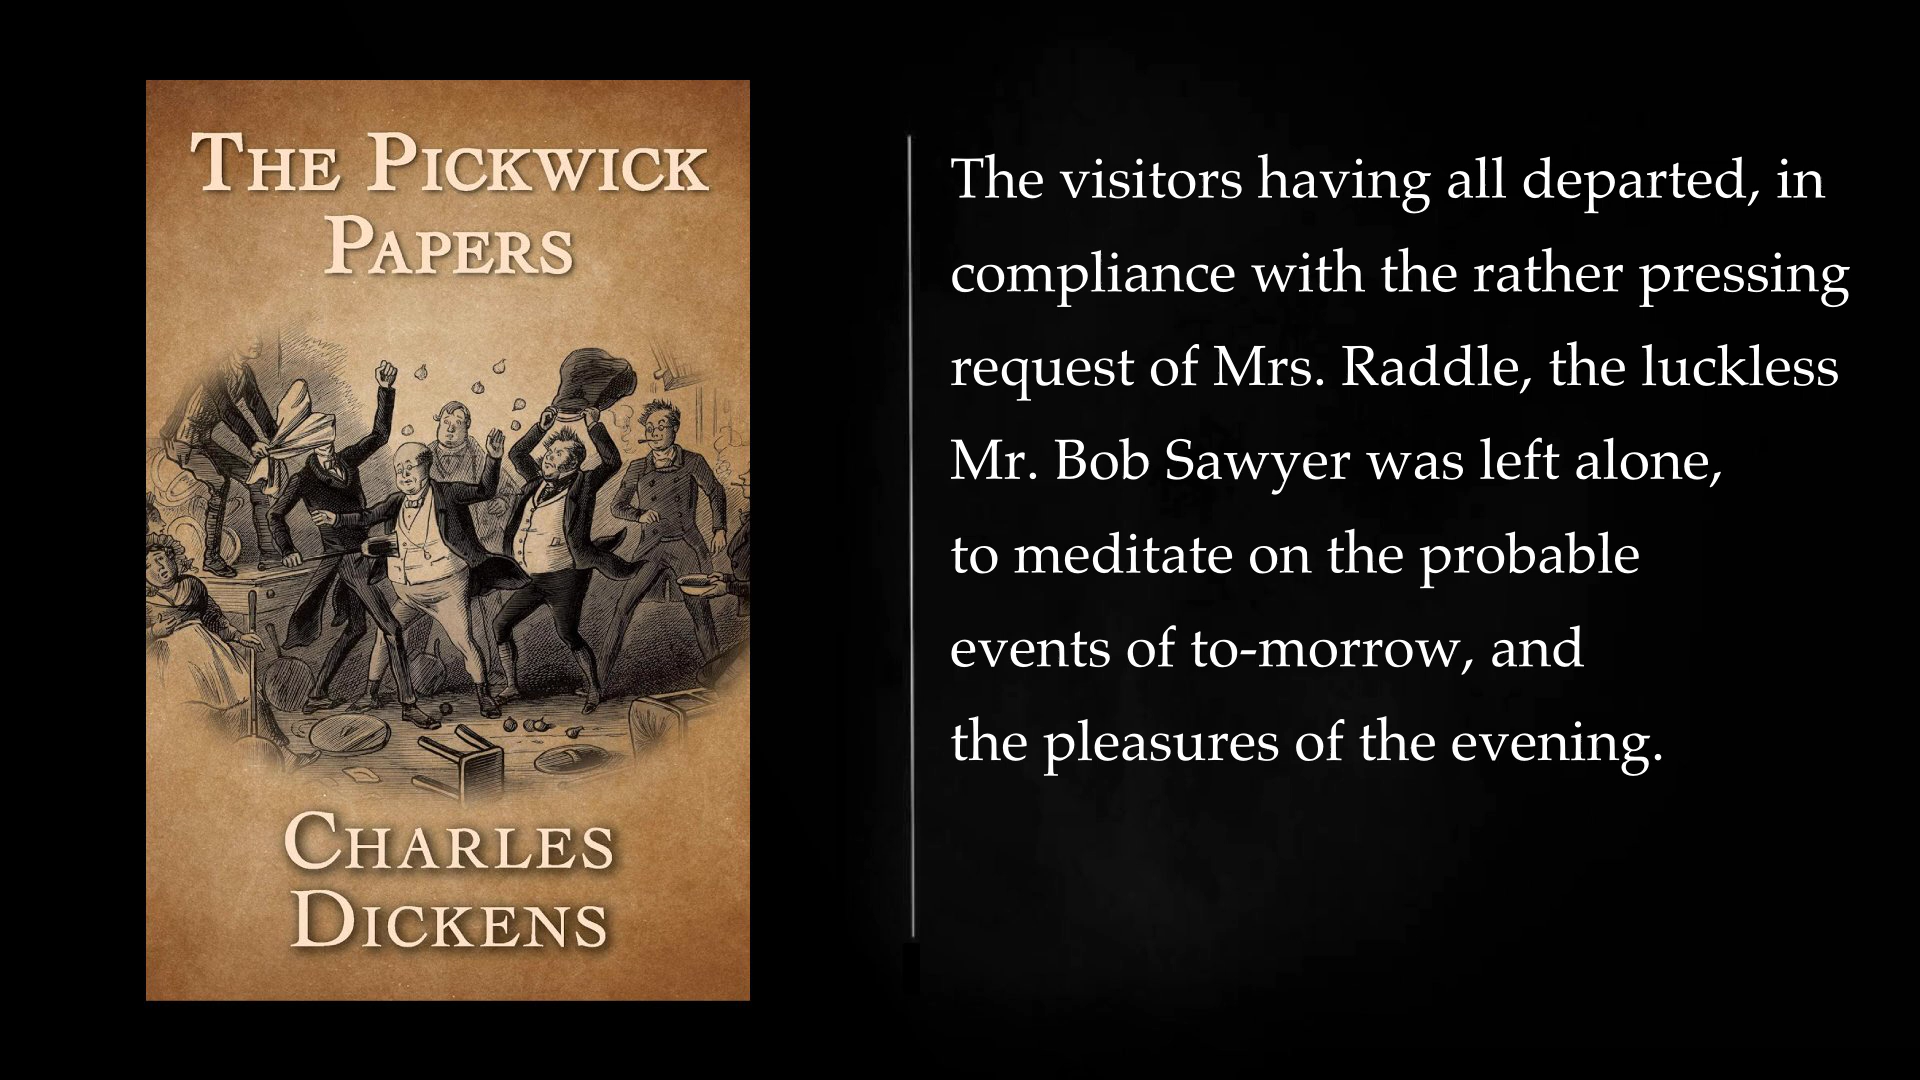 THE PICKWICK
PAPERS
CHARLES
DICKENS
The visitors having all departed, in
compliance with the rather pressing
request of Mrs. Raddle, the luckless
Mr. Bob Sawyer was left alone,
to meditate on the probable
events of to-morrow, and
the pleasures of the evening.